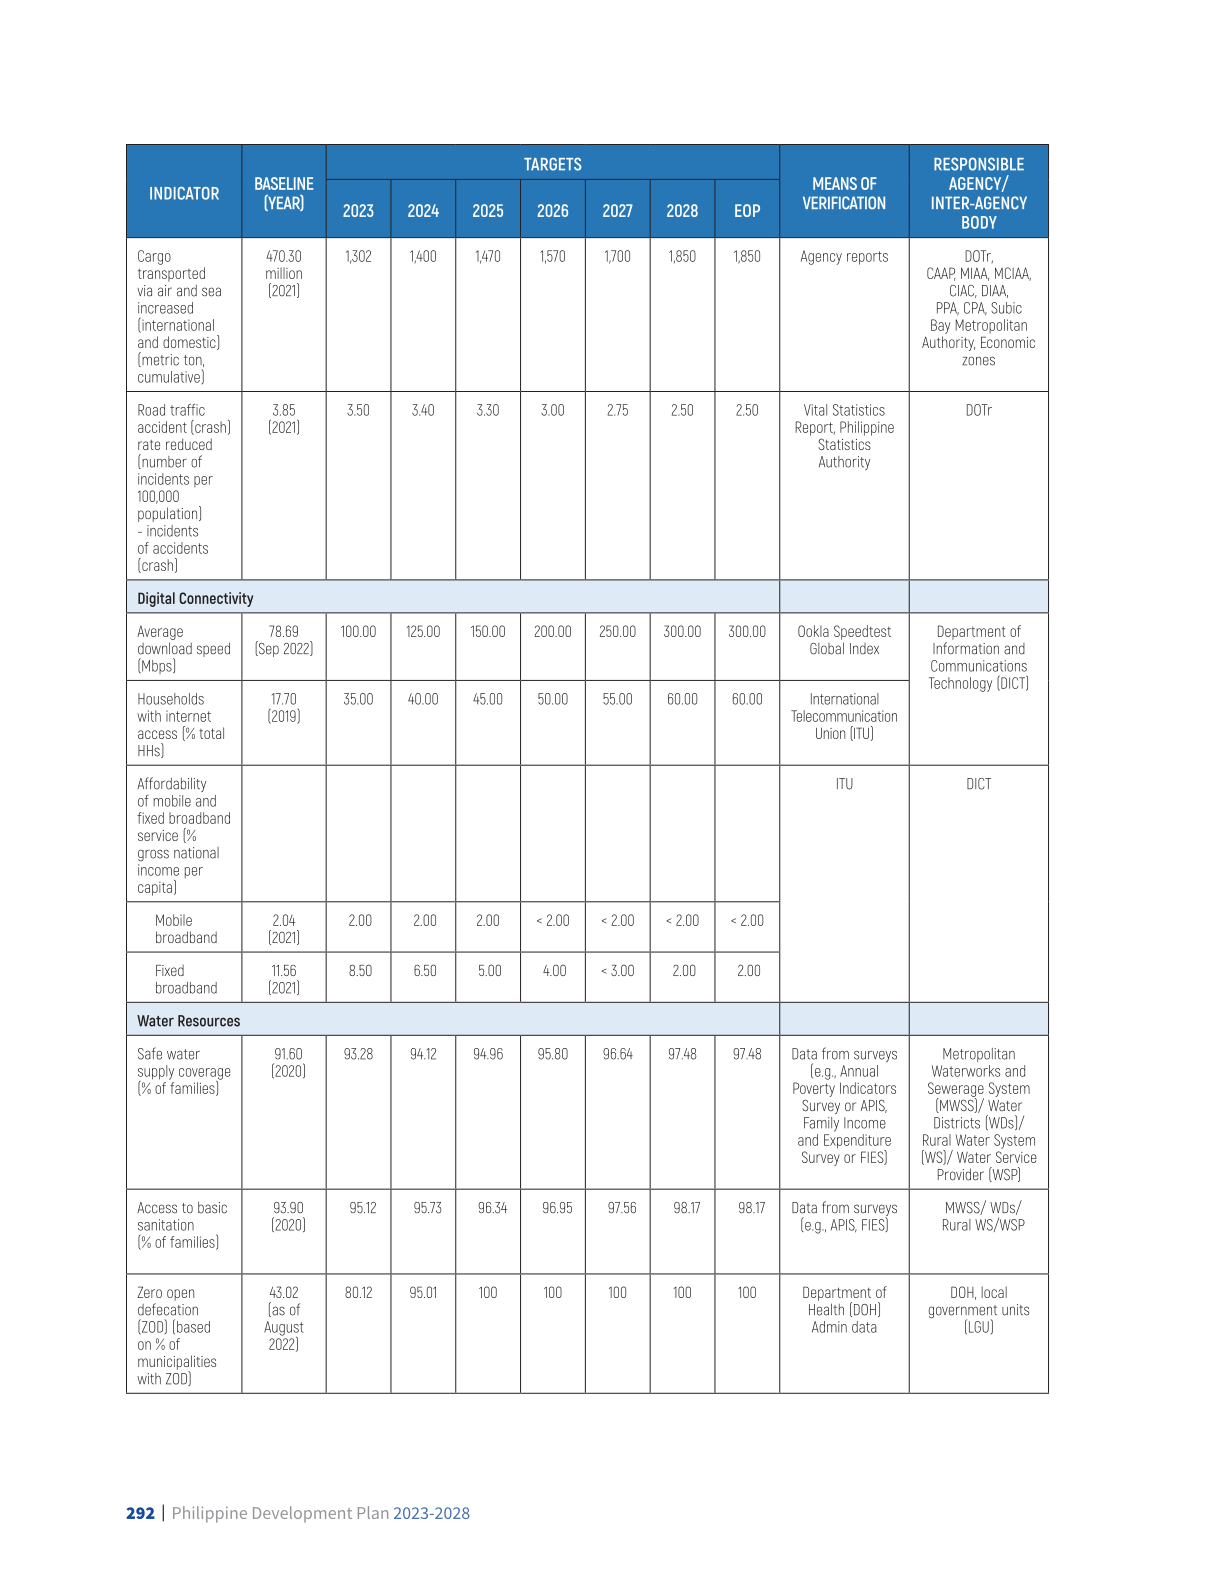 INDICATOR
BASELINE
(YEAR)
TARGETS
MEANS OF
VERIFICATION
RESPONSIBLE
AGENCY/
INTER-AGENCY
BODY
2023 2024 2025 2026 2027 2028 EOP
Cargo
transported
via air and sea
increased
(international
and domestic)
(metric ton,
cumulative)
470.30
million
(2021)
1,302 1,400 1,470 1,570 1,700 1,850 1,850
Agency reports
DOTr,
CAAP, MIAA, MCIAA,
CIAC, DIAA,
PPA, CPA, Subic
Bay Metropolitan
Authority, Economic
zones
Road traffic
accident (crash)
rate reduced
(number of
incidents per
100,000
population)
- incidents
of accidents
(crash)
3.85
(2021)
3.50 3.40 3.30 3.00 2.75 2.50 2.50
Vital Statistics
Report, Philippine
Statistics
Authority
DOTr
Digital Connectivity
Average
download speed
(Mbps)
78.69
(Sep 2022)
100.00 125.00 150.00 200.00 250.00 300.00 300.00
Ookla Speedtest
Global Index
Department of
Information and
Communications
Technology (DICT)
Households
with internet
access (% total
HHs)
17.70
(2019)
35.00 40.00 45.00 50.00 55.00 60.00 60.00
International
Telecommunication
Union (ITU)
Affordability
of mobile and
fixed broadband
service (%
gross national
income per
capita)
ITU
DICT
Mobile
broadband
2.04
(2021)
2.00 2.00 2.00 < 2.00 < 2.00 < 2.00 < 2.00
Fixed
broadband
11.56
(2021)
8.50 6.50 5.00 4.00 < 3.00 2.00 2.00
Water Resources
Safe water
supply coverage
(% of families)
91.60
(2020)
93.28 94.12 94.96 95.80 96.64 97.48 97.48
Data from surveys
(e.g., Annual
Poverty Indicators
Survey or APIS,
Family Income
and Expenditure
Survey or FIES)
Metropolitan
Waterworks and
Sewerage System
(MWSS)/ Water
Districts (WDs)/
Rural Water System
(WS)/ Water Service
Provider (WSP)
Access to basic
sanitation
(% of families)
93.90
(2020)
95.12 95.73 96.34 96.95 97.56 98.17 98.17
Data from surveys
(e.g., APIS, FIES)
MWSS/ WDs/
Rural WS/WSP
Zero open
defecation
(ZOD) (based
on % of
municipalities
with ZOD)
43.02
(as of
August
2022)
80.12 95.01 100 100 100 100 100
Department of
Health (DOH)
Admin data
DOH, local
government units
(LGU)
292 | Philippine Development Plan 2023-2028